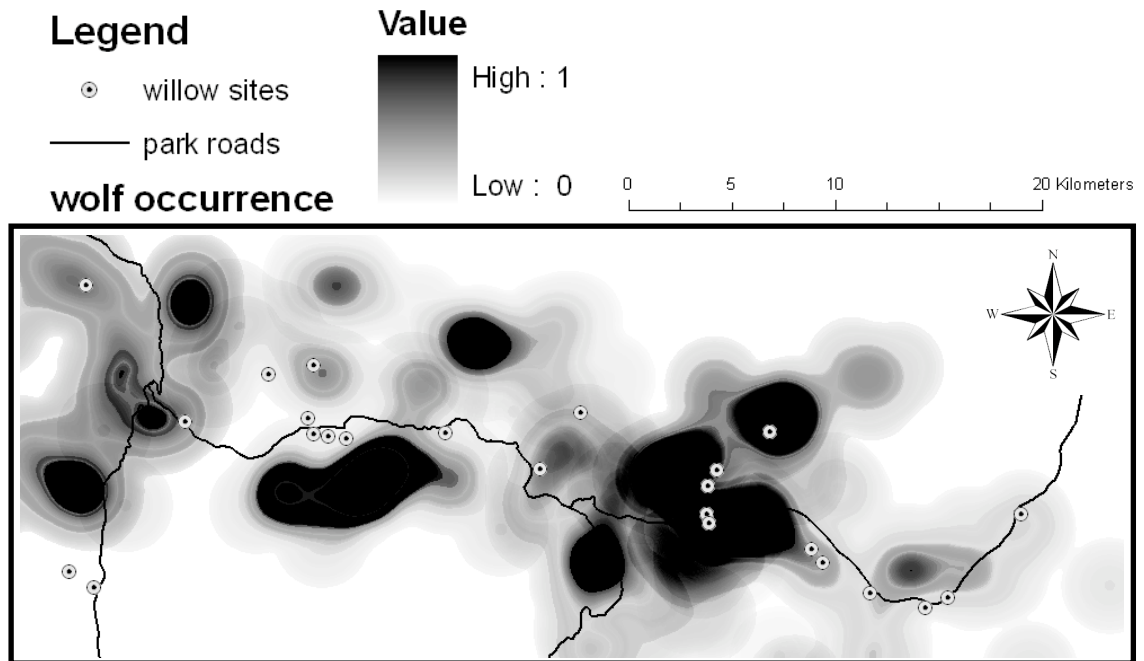 Legend
willow sites
park roads
wolf occurrence
Value
High : 1
Low : 0
0 5 10 20 Kilometers
N
W E
S